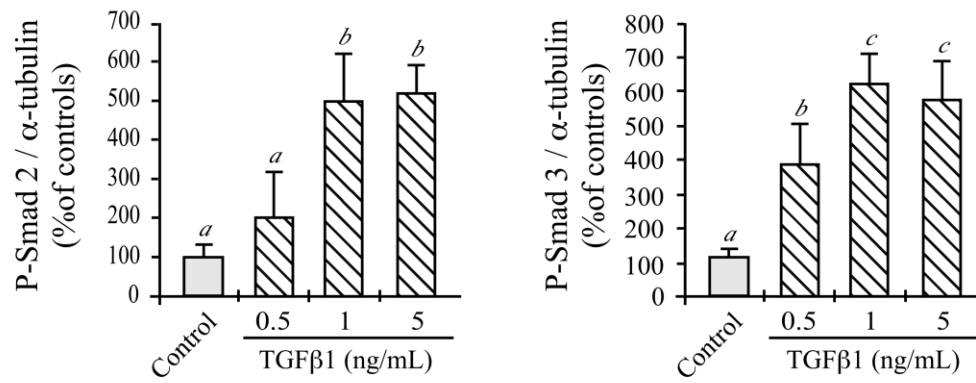 P-Smad 2 / α-tubulin
(%of controls)
700
600
500
400
300
200
100
0
a
a
b
b
Control
0.5
1
5
TGFβ1 (ng/mL)
P-Smad 3 / α-tubulin
(%of controls)
800
700
600
500
400
300
200
100
0
a
b
c
c
Control
0.5
1
5
TGFβ1 (ng/mL)